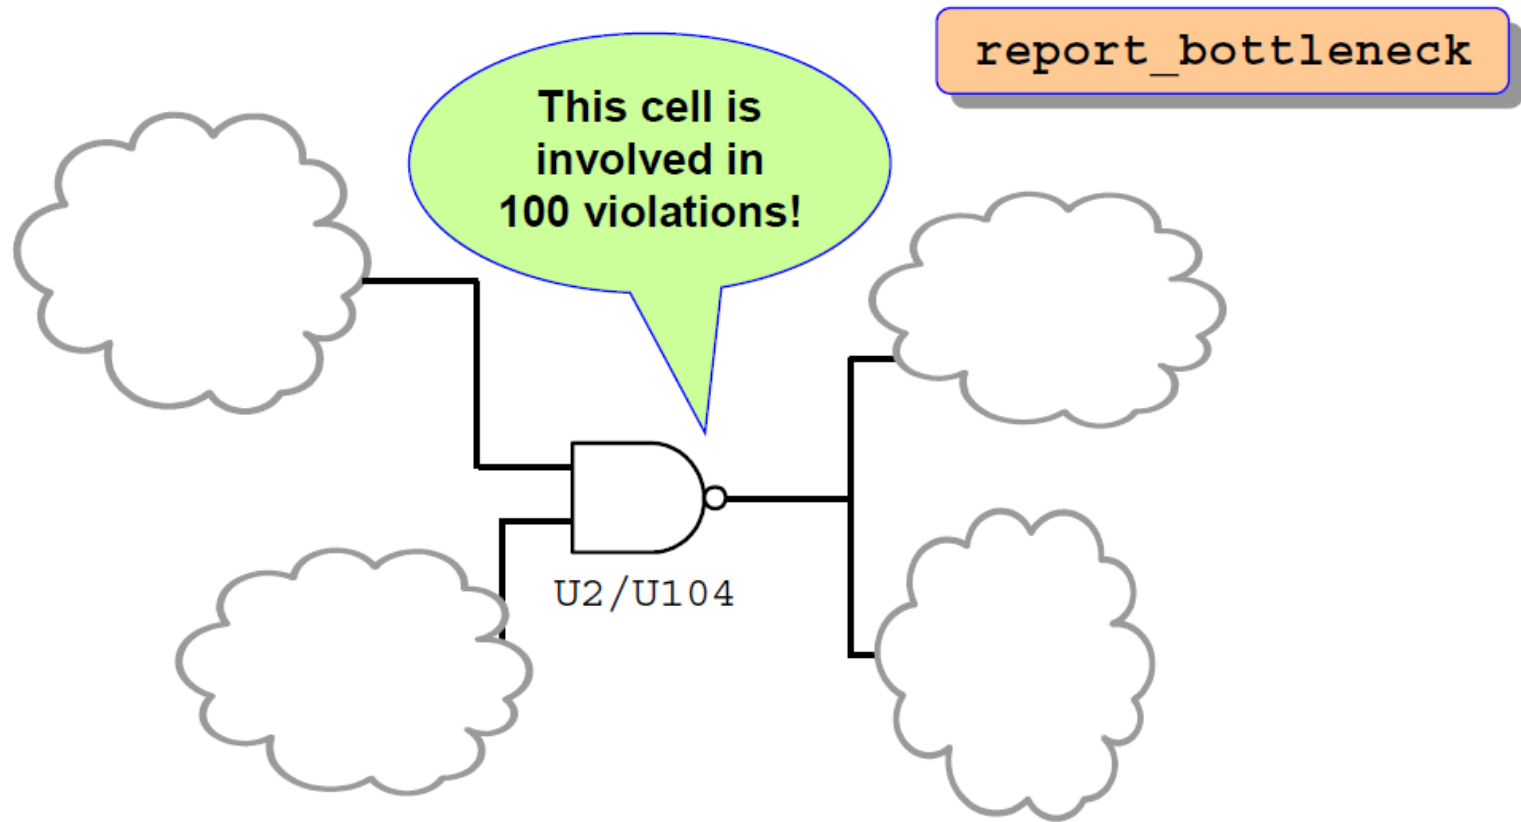 report_bottleneck
This cell is
involved in
100 violations!
U2/U104